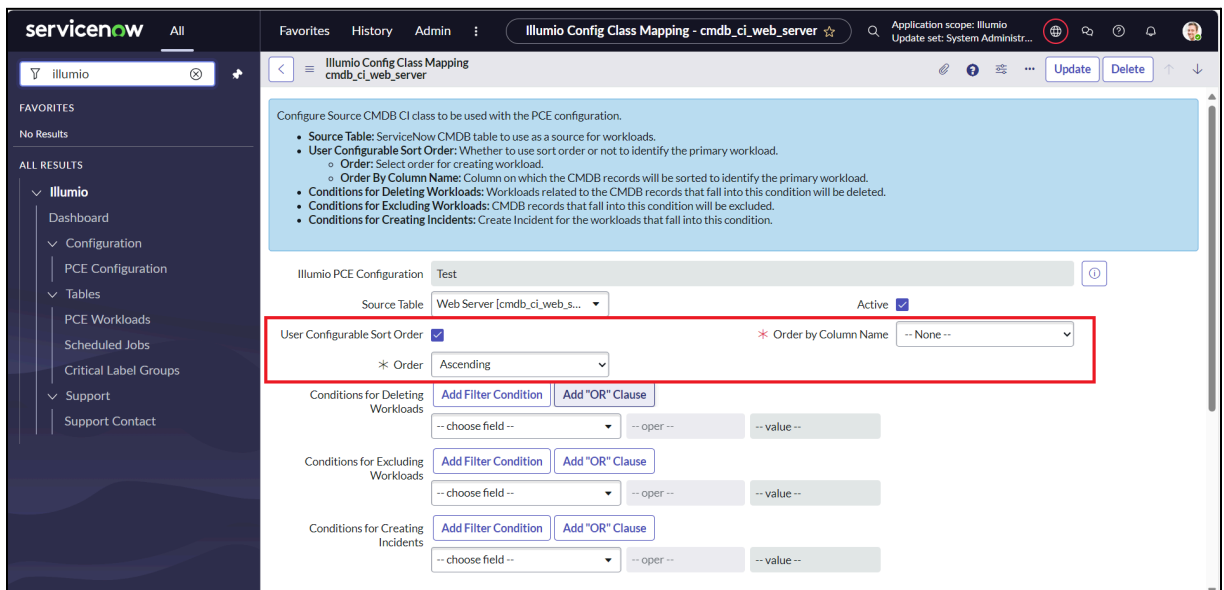 servicenow All Favorites History Admin Illumio Config Class Mapping - cmdb_ci_web_server Application scope: Illumio
Update set: System Administr...
illumio
Illumio Config Class Mapping
cmdb_ci_web_server
Update Delete
FAVORITES
No Results
ALL RESULTS
Illumio
Dashboard
Configuration
PCE Configuration
Tables
PCE Workloads
Scheduled Jobs
Critical Label Groups
Support
Support Contact
Configure Source CMDB CI class to be used with the PCE configuration.
• Source Table: ServiceNow CMDB table to use as a source for workloads.
• User Configurable Sort Order: Whether to use sort order or not to identify the primary workload.
◦ Order: Select order for creating workload.
◦ Order By Column Name: Column on which the CMDB records will be sorted to identify the primary workload.
• Conditions for Deleting Workloads: Workloads related to the CMDB records that fall into this condition will be deleted.
• Conditions for Excluding Workloads: CMDB records that fall into this condition will be excluded.
• Conditions for Creating Incidents: Create Incident for the workloads that fall into this condition.
Illumio PCE Configuration Test
Source Table Web Server [cmdb_ci_web_s... Active
User Configurable Sort Order Order by Column Name -- None --
Order Ascending
Conditions for Deleting Workloads Add Filter Condition Add "OR" Clause
-- choose field -- -- oper -- -- value --
Conditions for Excluding Workloads Add Filter Condition Add "OR" Clause
-- choose field -- -- oper -- -- value --
Conditions for Creating Incidents Add Filter Condition Add "OR" Clause
-- choose field -- -- oper -- -- value --